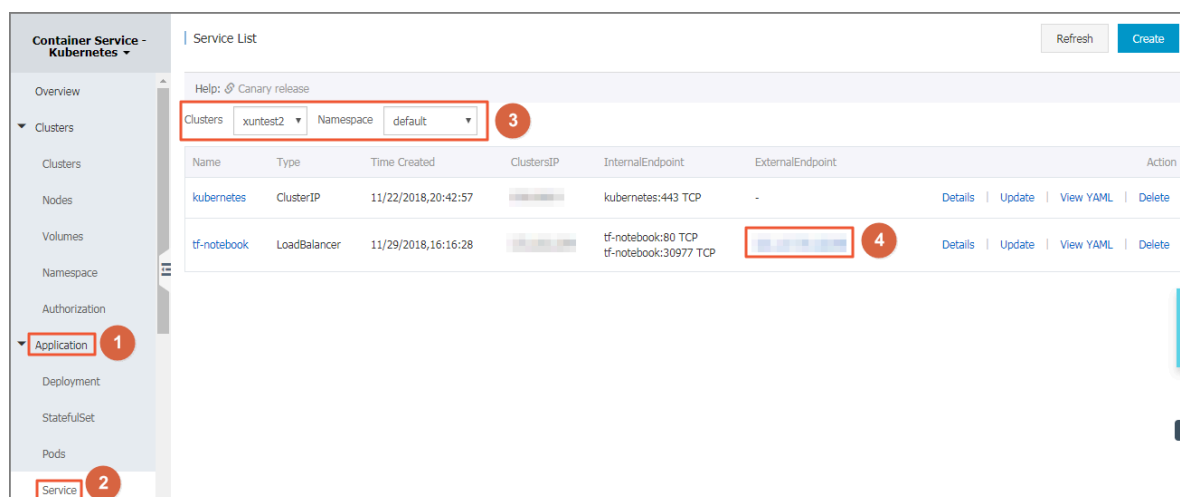 Container Service -
Kubernetes
Overview
Clusters
Clusters
Nodes
Volumes
Namespace
Authorization
Application 1
Deployment
StatefulSet
Pods
Service 2
Service List
Refresh Create
Help: Canary release
Clusters xuntest2 Namespace default 3
Name Type Time Created ClustersIP InternalEndpoint ExternalEndpoint Action
kubernetes ClusterIP 11/22/2018,20:42:57 kubernetes:443 TCP - Details | Update | View YAML | Delete
tf-notebook LoadBalancer 11/29/2018,16:16:28 tf-notebook:80 TCP 4 Details | Update | View YAML | Delete
tf-notebook:30977 TCP